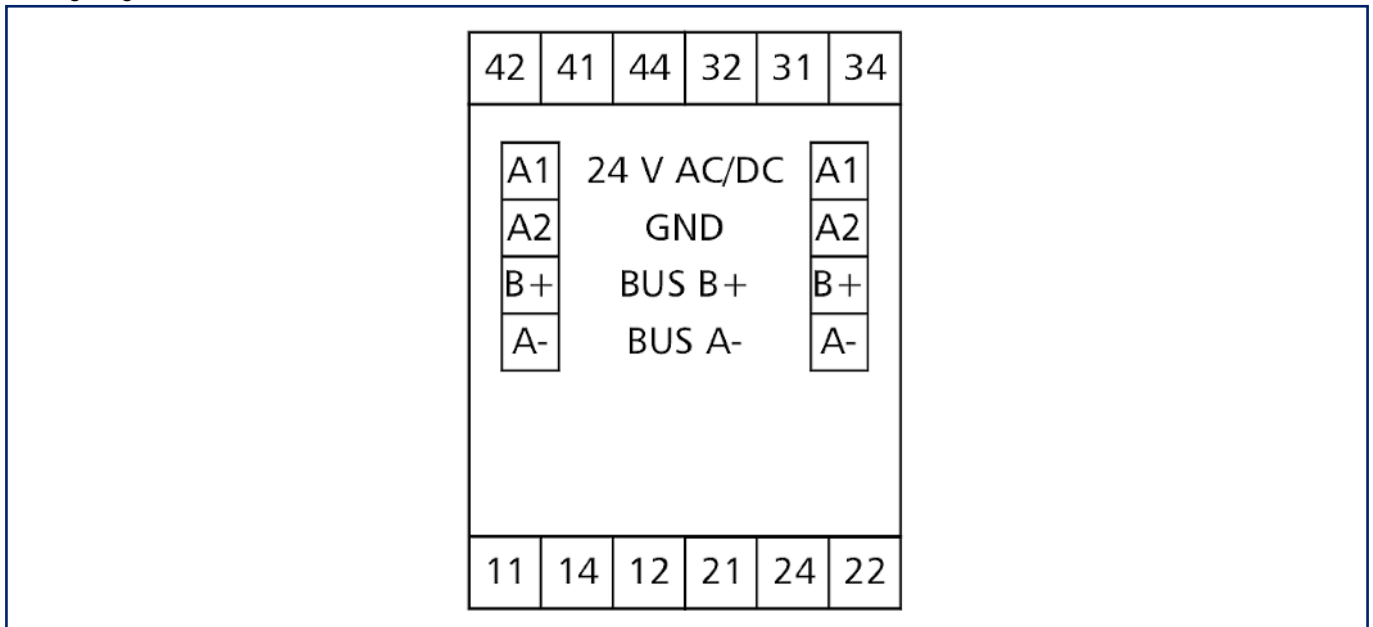 42 41 44 32 31 34
A1 24 V AC/DC A1
A2 GND A2
B+ BUS B+ B+
A- BUS A- A-
11 14 12 21 24 22